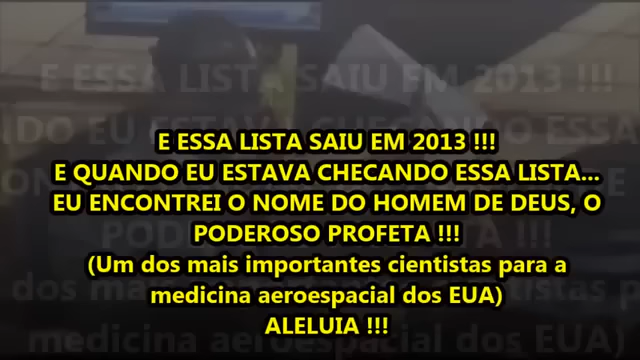 E ESSA LISTA SAIU EM 2013 !!!
E QUANDO EU ESTAVA CHECANDO ESSA LISTA...
EU ENCONTREI O NOME DO HOMEM DE DEUS, O
PODEROSO PROFETA !!!
(Um dos mais importantes cientistas para a
medicina aeroespacial dos EUA)
ALELUIA !!!